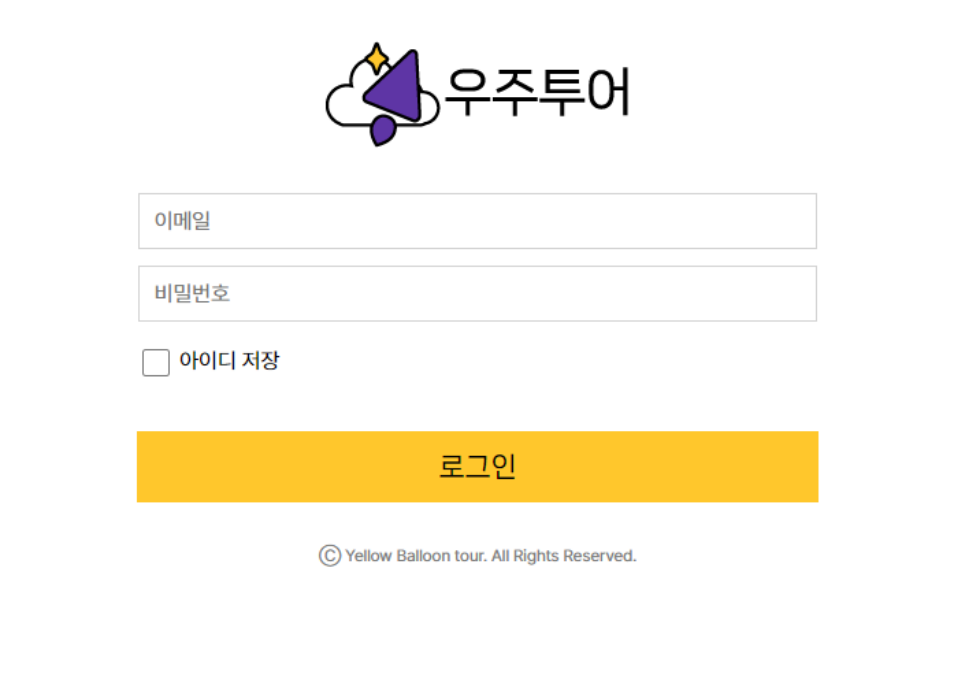 우주투어
이메일
비밀번호
아이디 저장
로그인
Ⓒ Yellow Balloon tour. All Rights Reserved.